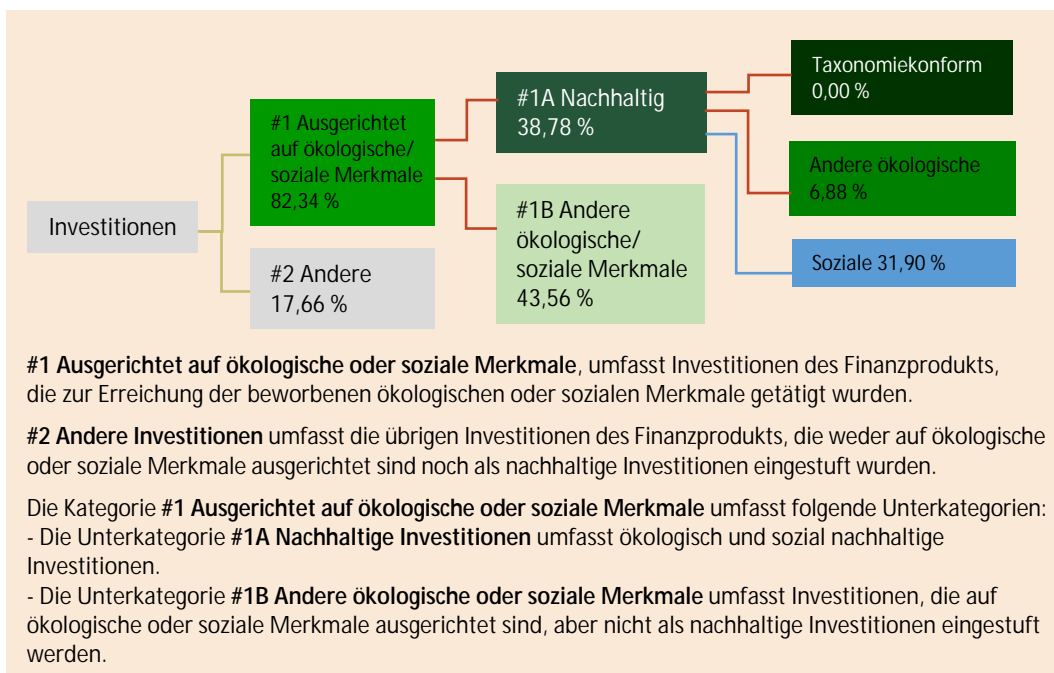 Investitionen
#1 Ausgerichtet
auf ökologische/
soziale Merkmale
82,34 %
#2 Andere
17,66 %
#1A Nachhaltig
38,78 %
#1B Andere
ökologische/
soziale Merkmale
43,56 %
Taxonomiekonform
0,00 %
Andere ökologische
6,88 %
Soziale 31,90 %
#1 Ausgerichtet auf ökologische oder soziale Merkmale, umfasst Investitionen des Finanzprodukts,
die zur Erreichung der beworbenen ökologischen oder sozialen Merkmale getätigt wurden.
#2 Andere Investitionen umfasst die übrigen Investitionen des Finanzprodukts, die weder auf ökologische
oder soziale Merkmale ausgerichtet sind noch als nachhaltige Investitionen eingestuft wurden.
Die Kategorie #1 Ausgerichtet auf ökologische oder soziale Merkmale umfasst folgende Unterkategorien:
- Die Unterkategorie #1A Nachhaltige Investitionen umfasst ökologisch und sozial nachhaltige
Investitionen.
- Die Unterkategorie #1B Andere ökologische oder soziale Merkmale umfasst Investitionen, die auf
ökologische oder soziale Merkmale ausgerichtet sind, aber nicht als nachhaltige Investitionen eingestuft
werden.